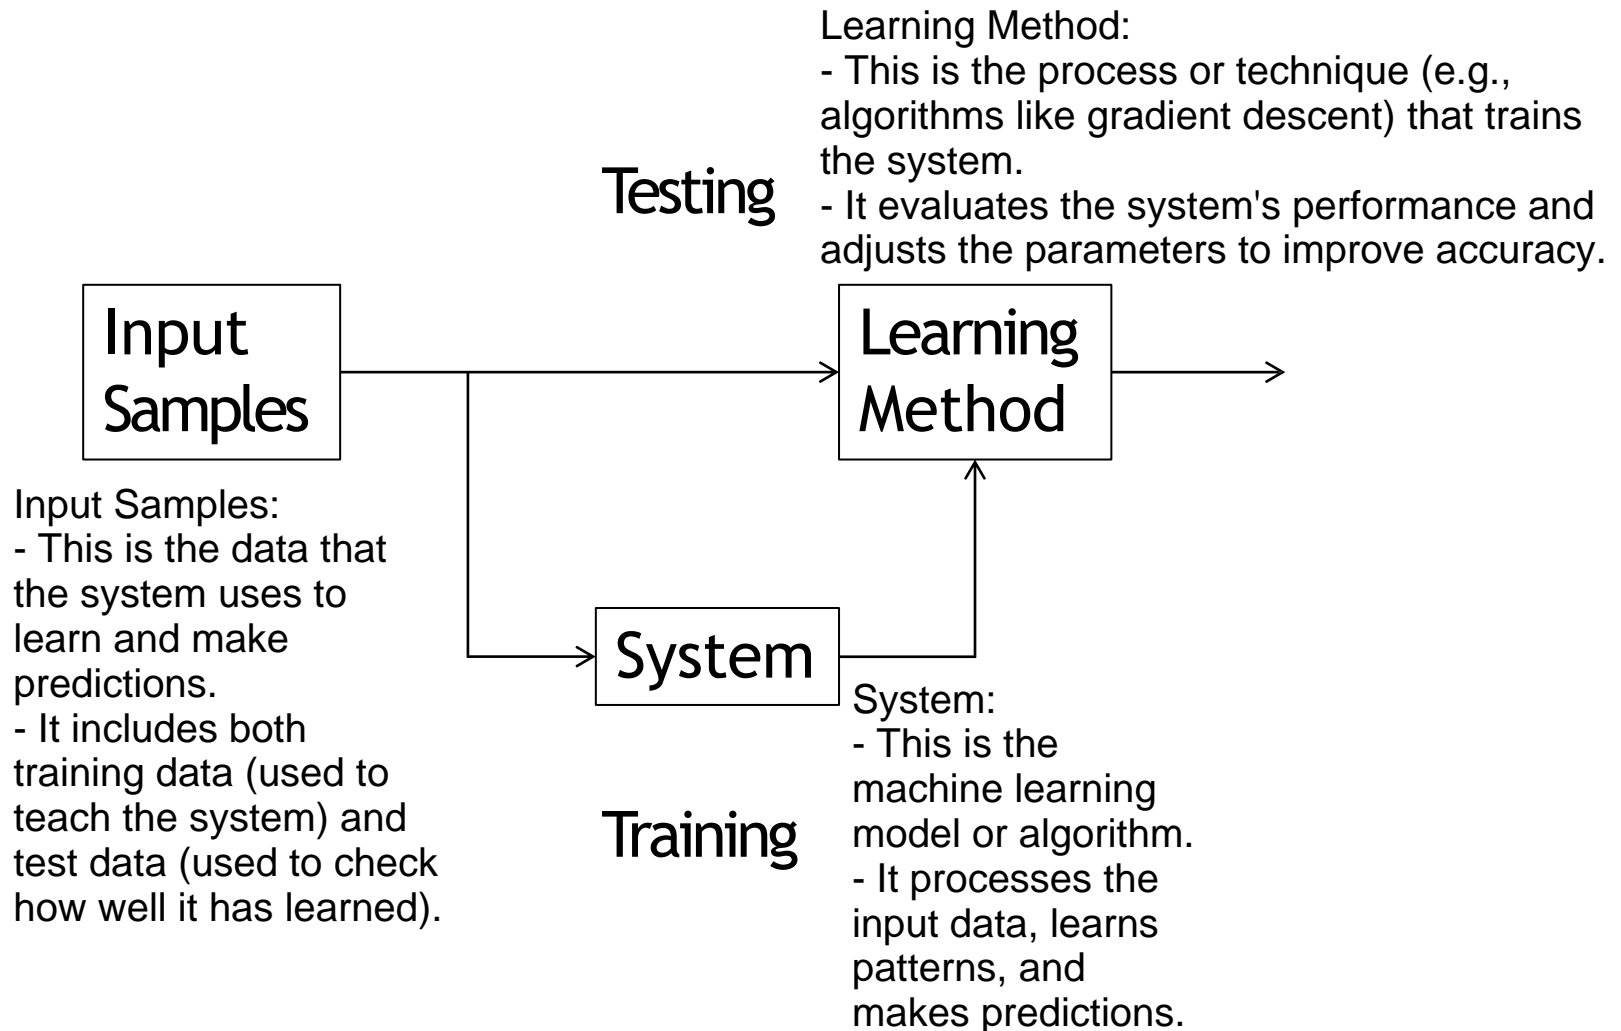 Learning Method:
- This is the process or technique (e.g.,
algorithms like gradient descent) that trains
the system.
- It evaluates the system's performance and
adjusts the parameters to improve accuracy.
Testing
Input
Samples
Learning
Method
Input Samples:
- This is the data that
the system uses to
learn and make
predictions.
- It includes both
training data (used to
teach the system) and
test data (used to check
how well it has learned).
System
Training
System:
- This is the
machine learning
model or algorithm.
- It processes the
input data, learns
patterns, and
makes predictions.